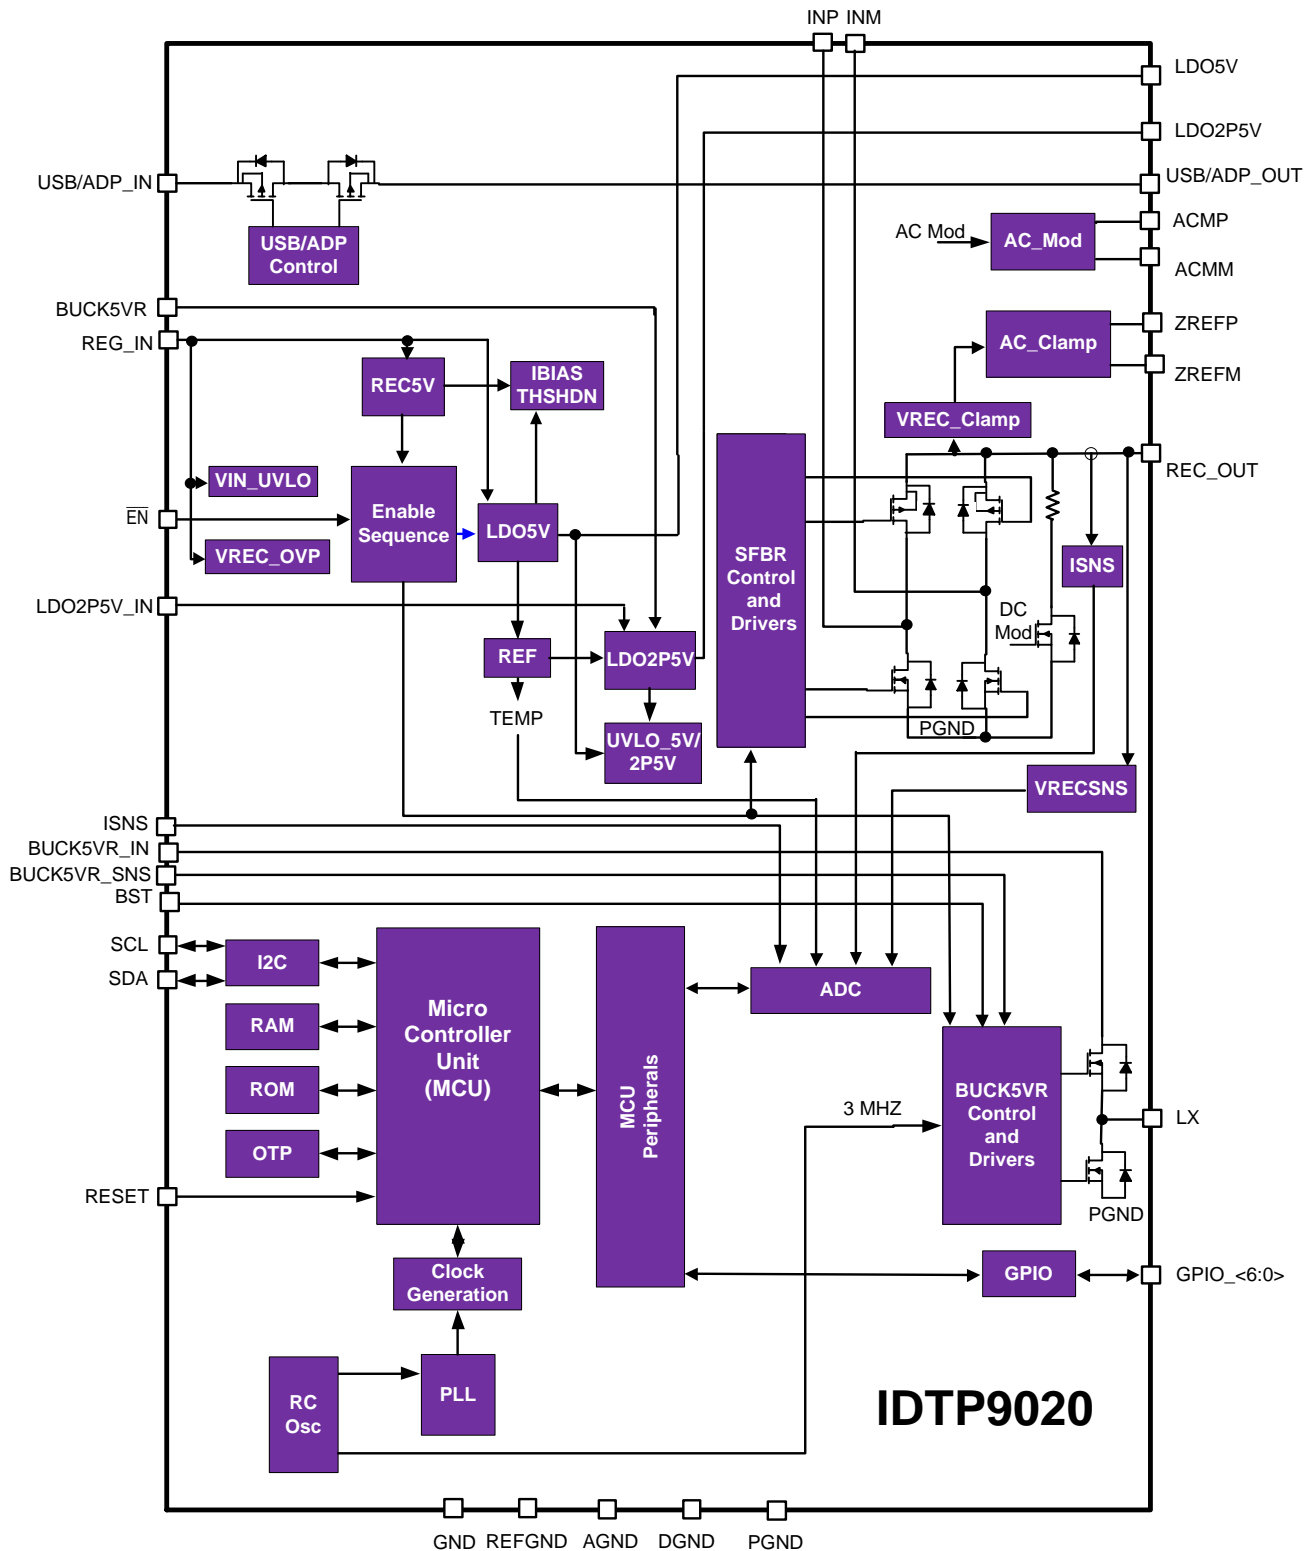 INP INM
LDO5V
LDO2P5V
USB/ADP_IN
USB/ADP_OUT
USB/ADP
Control
AC Mod
AC_Mod
ACMP
ACMM
BUCK5VR
REG_IN
ZREFP
AC_Clamp
ZREFM
REC5V
IBIAS
THSHDN
VREC_Clamp
REC_OUT
VIN_UVLO
EN
Enable
Sequence
LDO5V
VREC_OVP
SFBR
Control
and
Drivers
ISNS
LDO2P5V_IN
DC
Mod
REF
LDO2P5V
TEMP
PGND
UVLO_5V/
2P5V
VRECSNS
ISNS
BUCK5VR_IN
BUCK5VR_SNS
BST
SCL
SDA
I2C
RAM
ROM
OTP
Micro
Controller
Unit
(MCU)
MCU
Peripherals
ADC
3 MHZ
BUCK5VR
Control
and
Drivers
LX
PGND
RESET
Clock
Generation
GPIO
GPIO_<6:0>
RC
Osc
PLL
IDTP9020
GND REFGND AGND DGND PGND